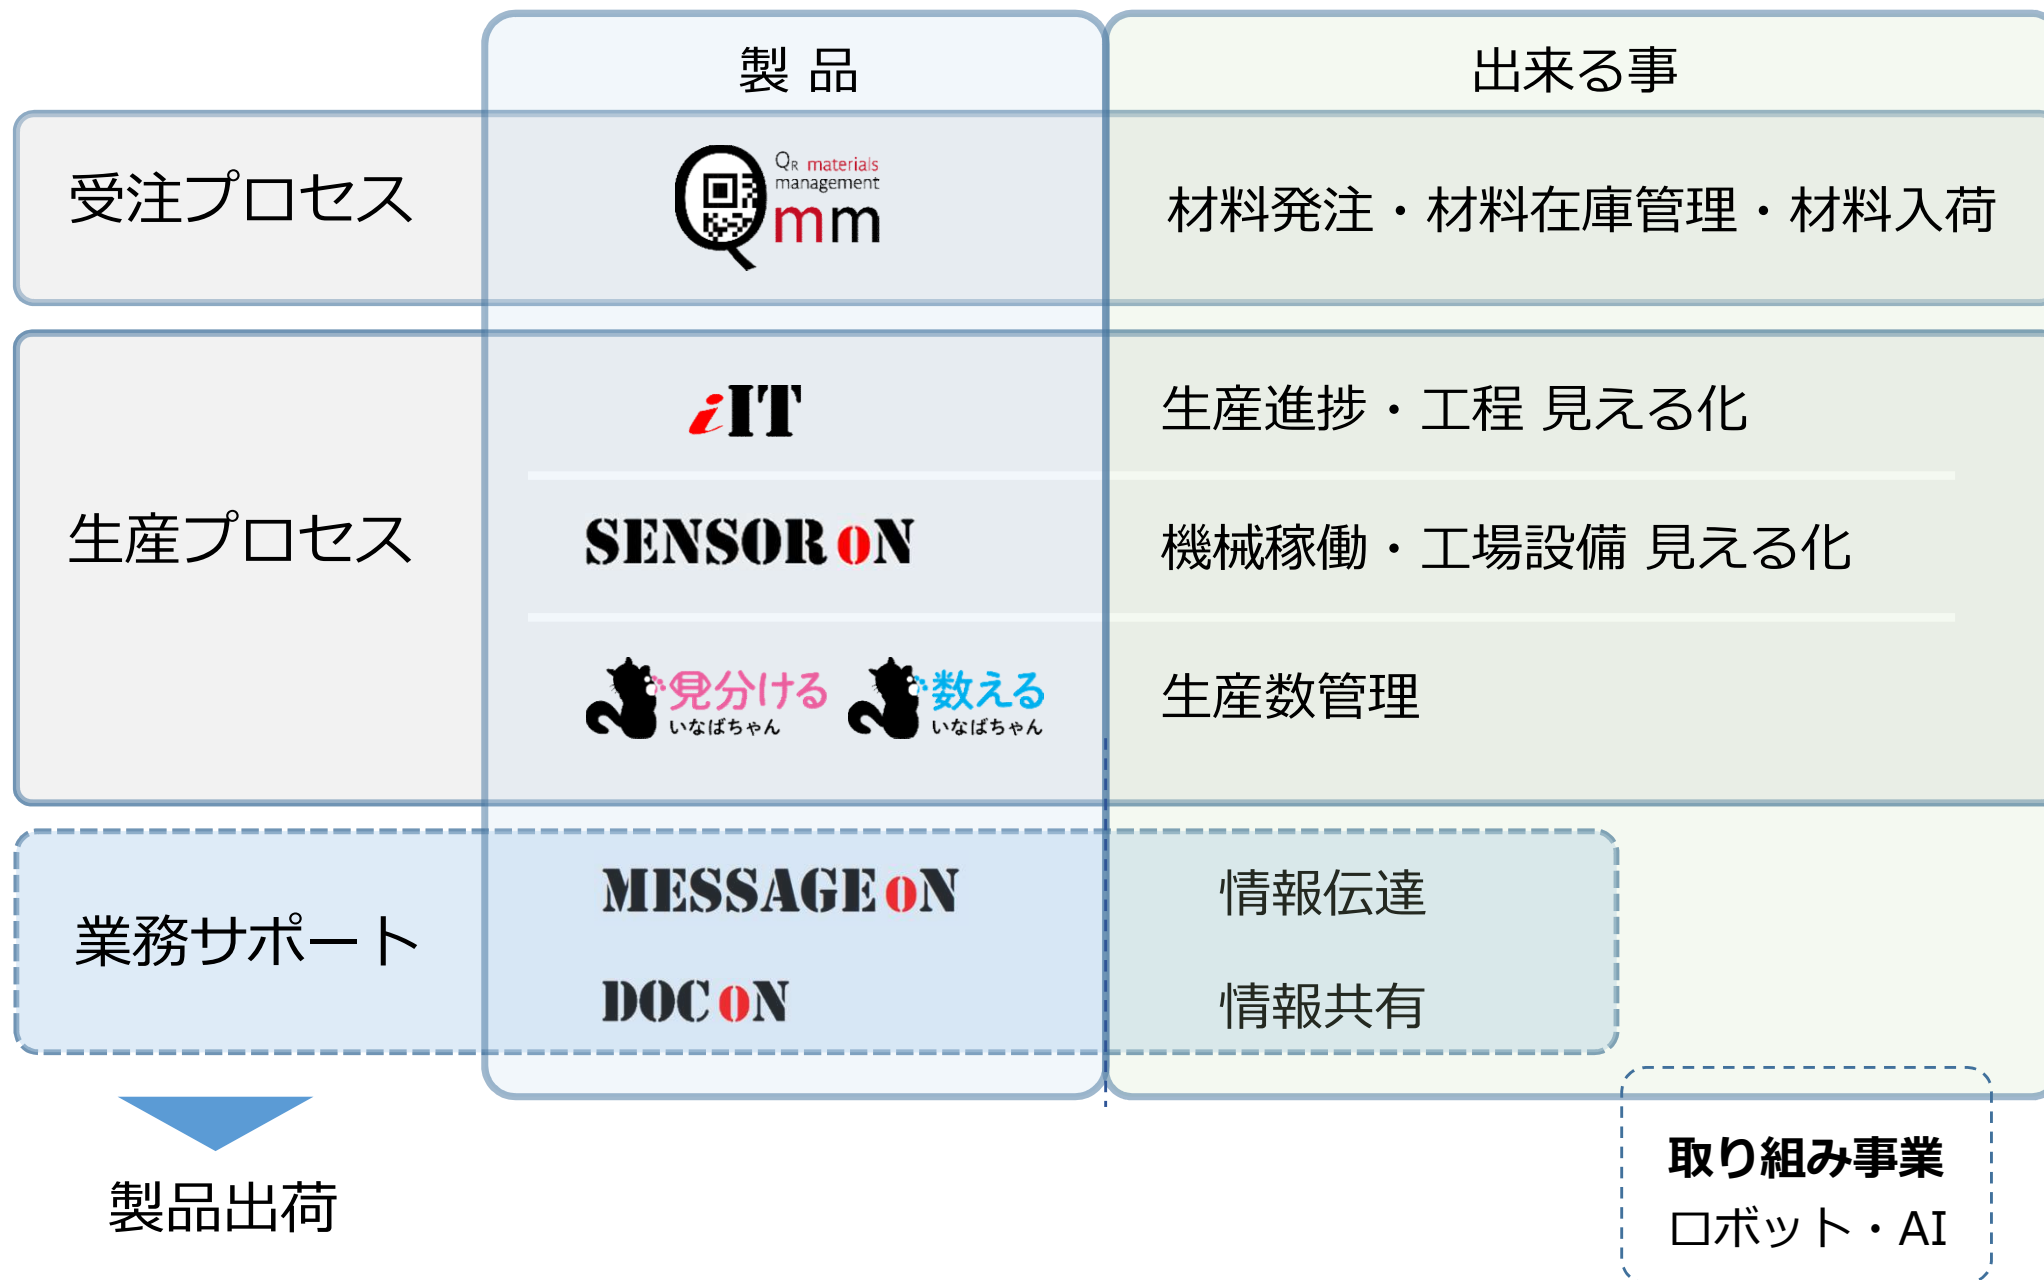 製 品
出来る事
受注プロセス
QR materials
management
Qmm
材料発注・材料在庫管理・材料入荷
生産プロセス
iIT
生産進捗・工程 見える化
SENSOR oN
機械稼働・工場設備 見える化
見分ける
いなばちゃん
数える
いなばちゃん
生産数管理
業務サポート
MESSAGE oN
情報伝達
DOC oN
情報共有
製品出荷
取り組み事業
ロボット・AI